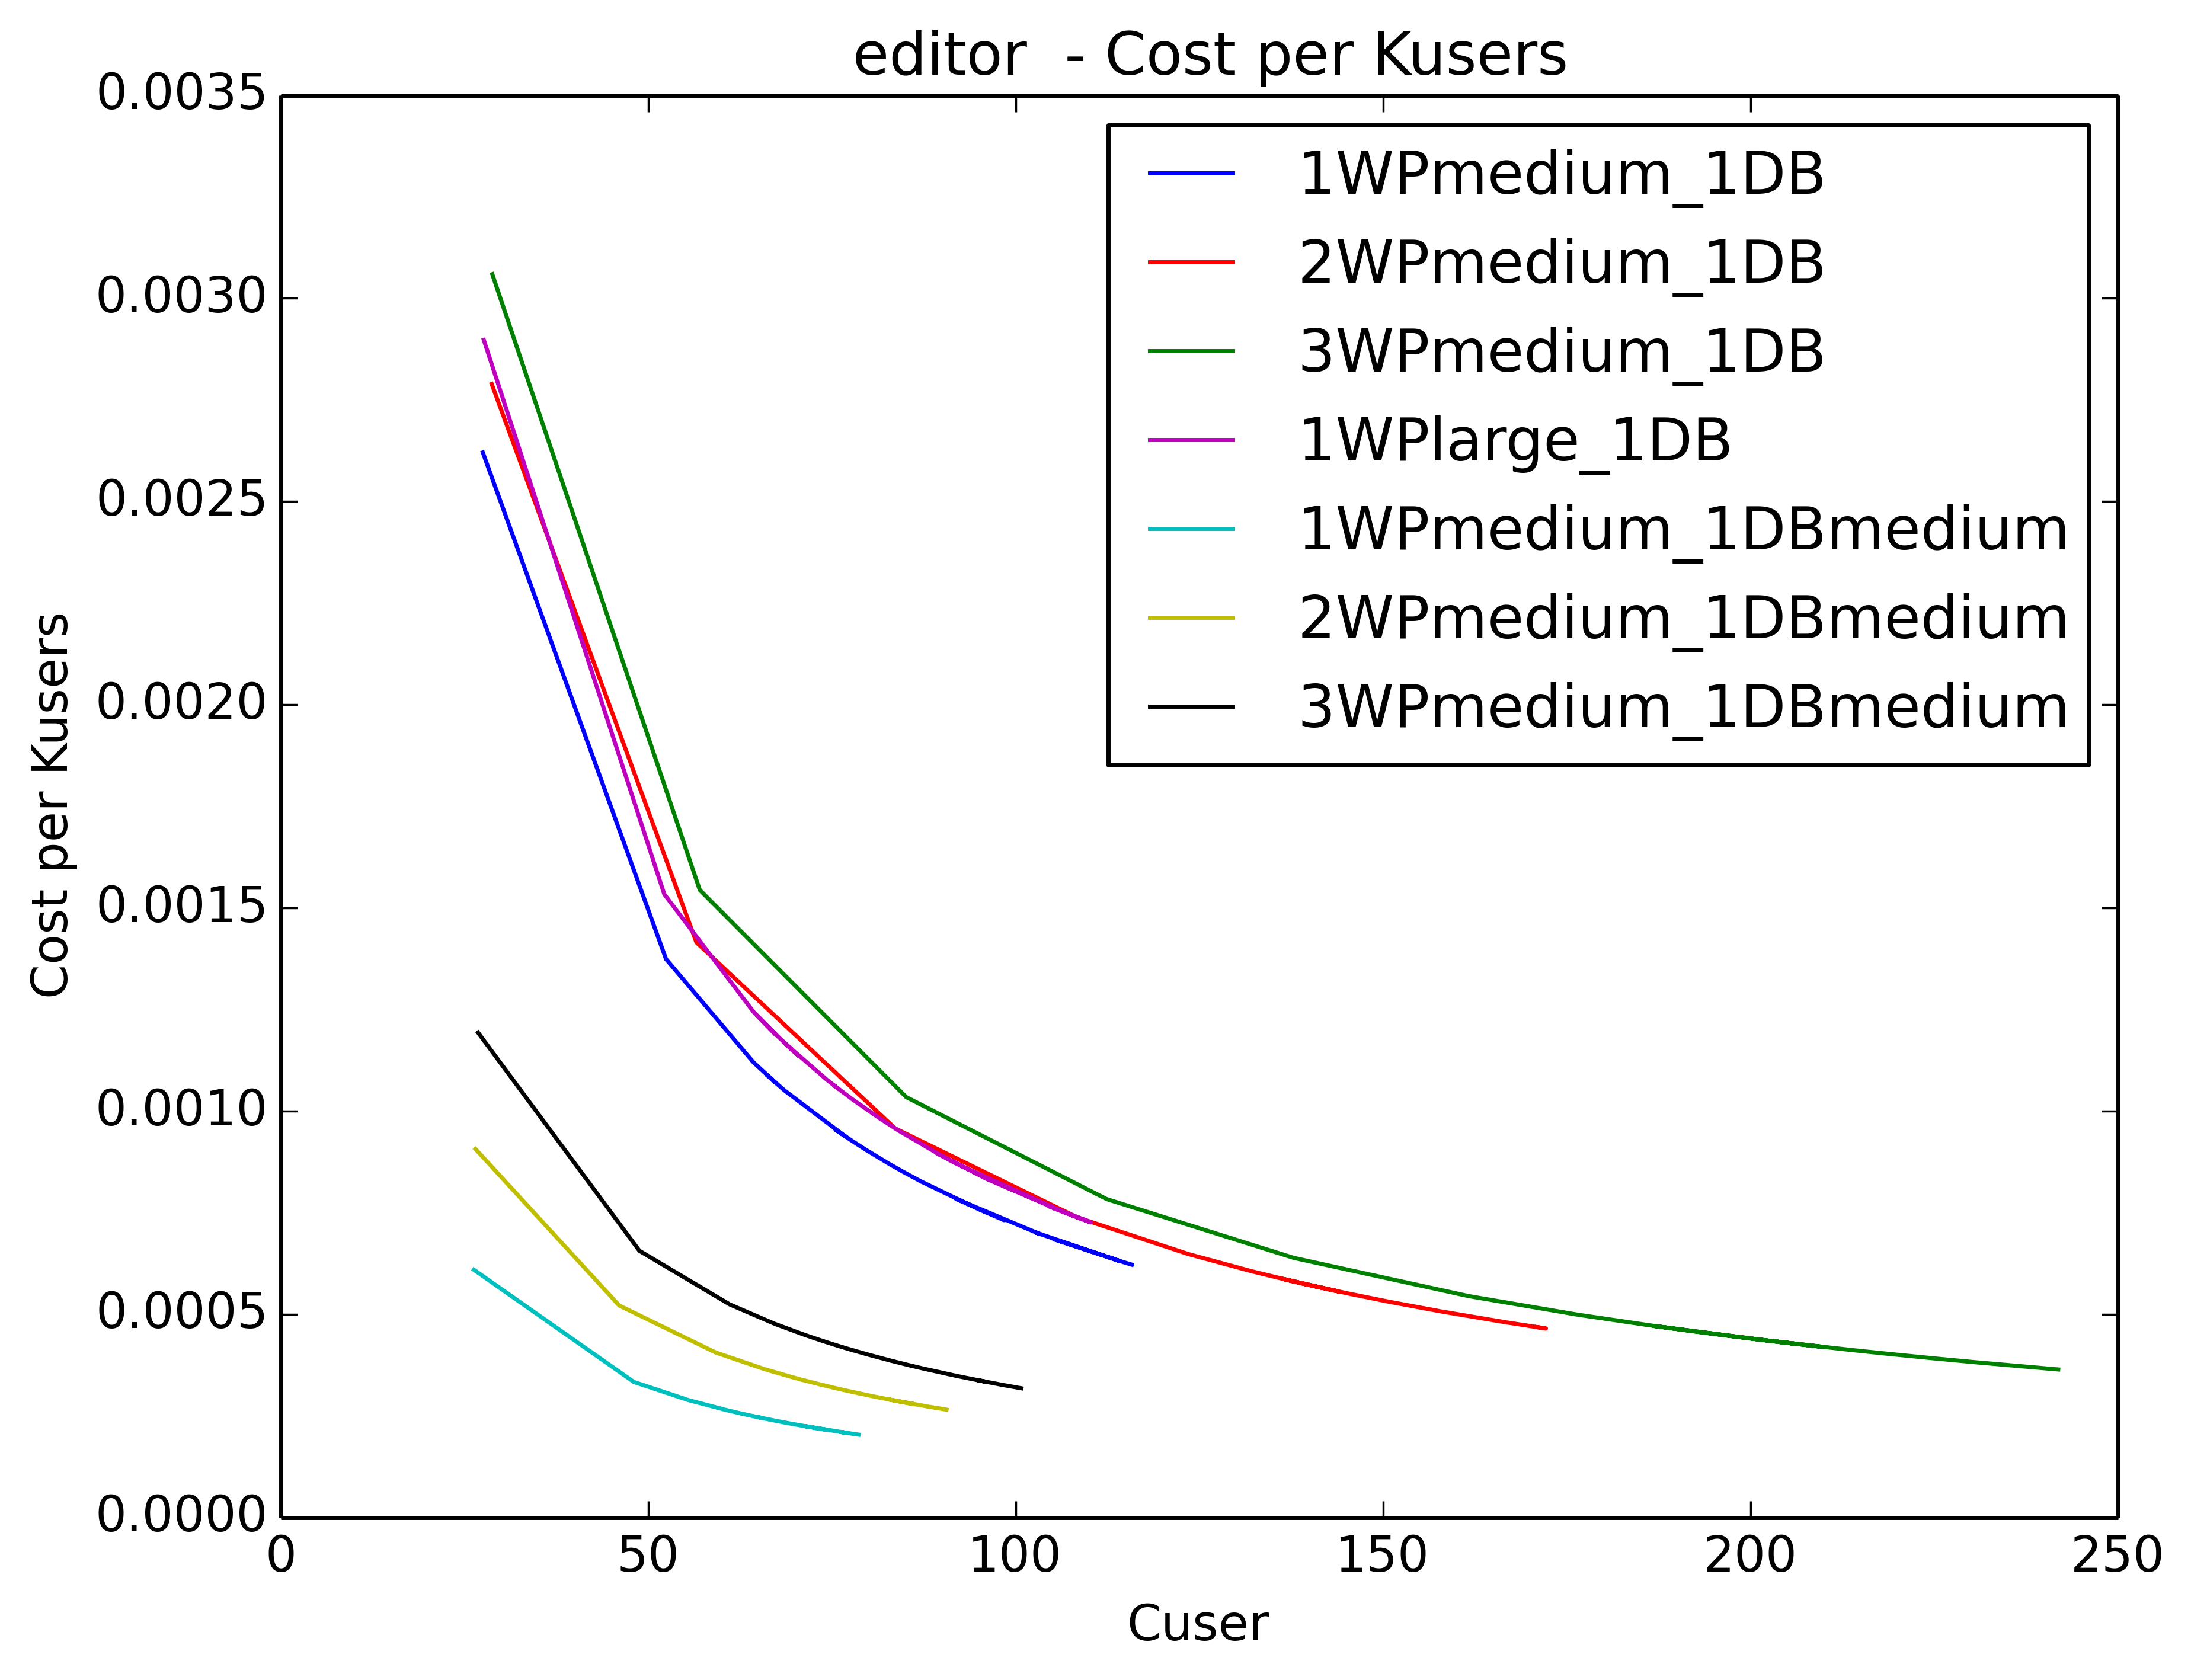 editor  - Cost per Kusers
0.0035
0.0030
0.0025
0.0020
0.0015
0.0010
0.0005
0.0000
Cost per Kusers
1WPmedium_1DB
2WPmedium_1DB
3WPmedium_1DB
1WPlarge_1DB
1WPmedium_1DBmedium
2WPmedium_1DBmedium
3WPmedium_1DBmedium
0 50 100 150 200 250
Cuser